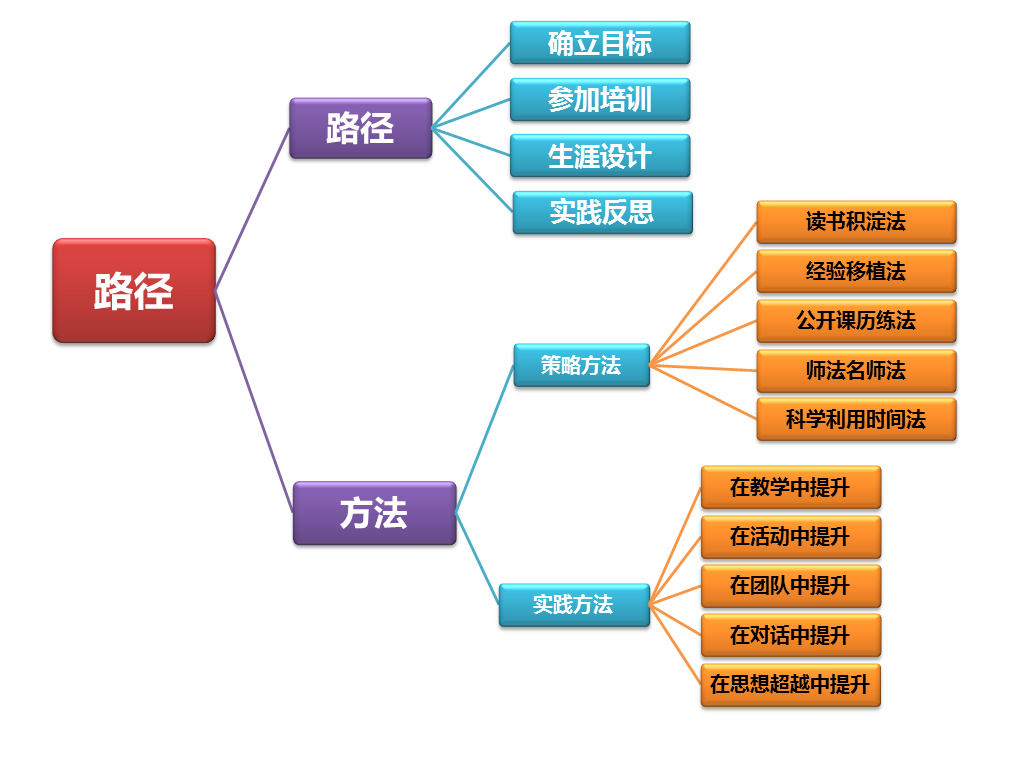 路径
路径
确立目标
参加培训
生涯设计
实践反思
方法
策略方法
读书积淀法
经验移植法
公开课历练法
师法名师法
科学利用时间法
实践方法
在教学中提升
在活动中提升
在团队中提升
在对话中提升
在思想超越中提升